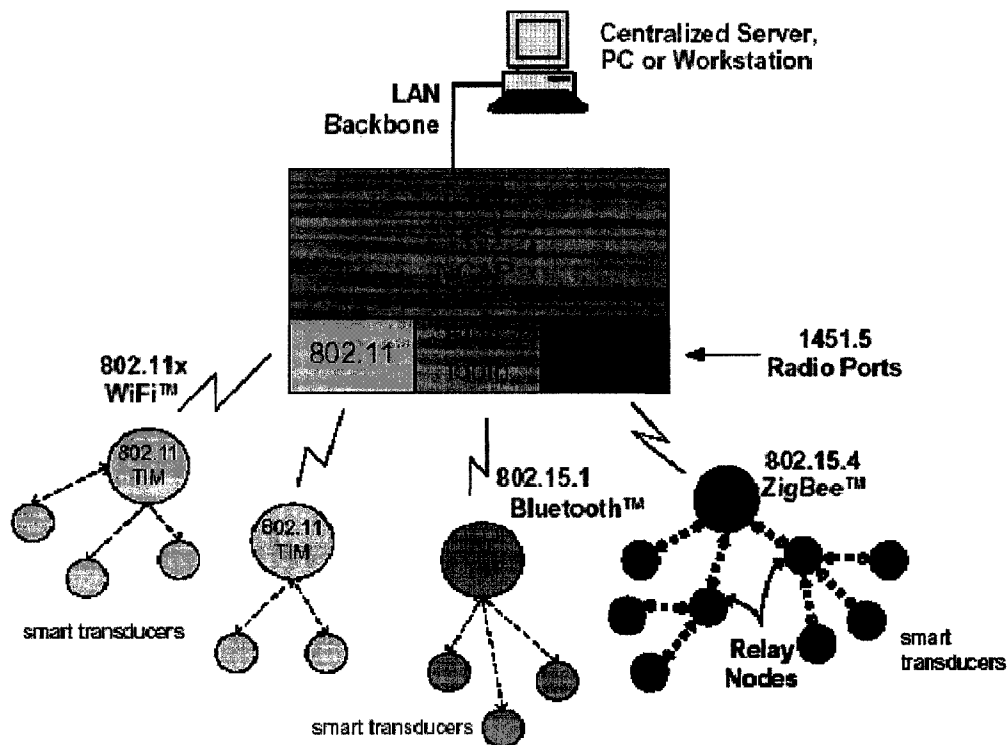 Centralized Server,
PC or Workstation
LAN
Backbone
802.11™
1451.5
Radio Ports
802.11x
WiFi™
802.11
TIM
802.11
TIM
802.15.1
Bluetooth™
802.15.4
ZigBee™
smart transducers
Relay
Nodes
smart
transducers
smart transducers